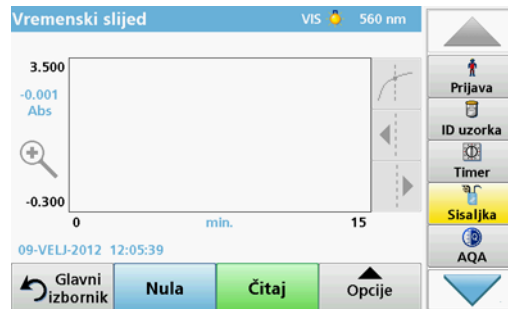 Vremenski slijed VIS 560 nm
3.500
-0.001
Abs
-0.300
0 min. 15
09-VELJ-2012 12:05:39
Glavni izbornik
Nula
Čitaj
Opcije
Prijava
ID uzorka
Timer
Sisaljka
AQA